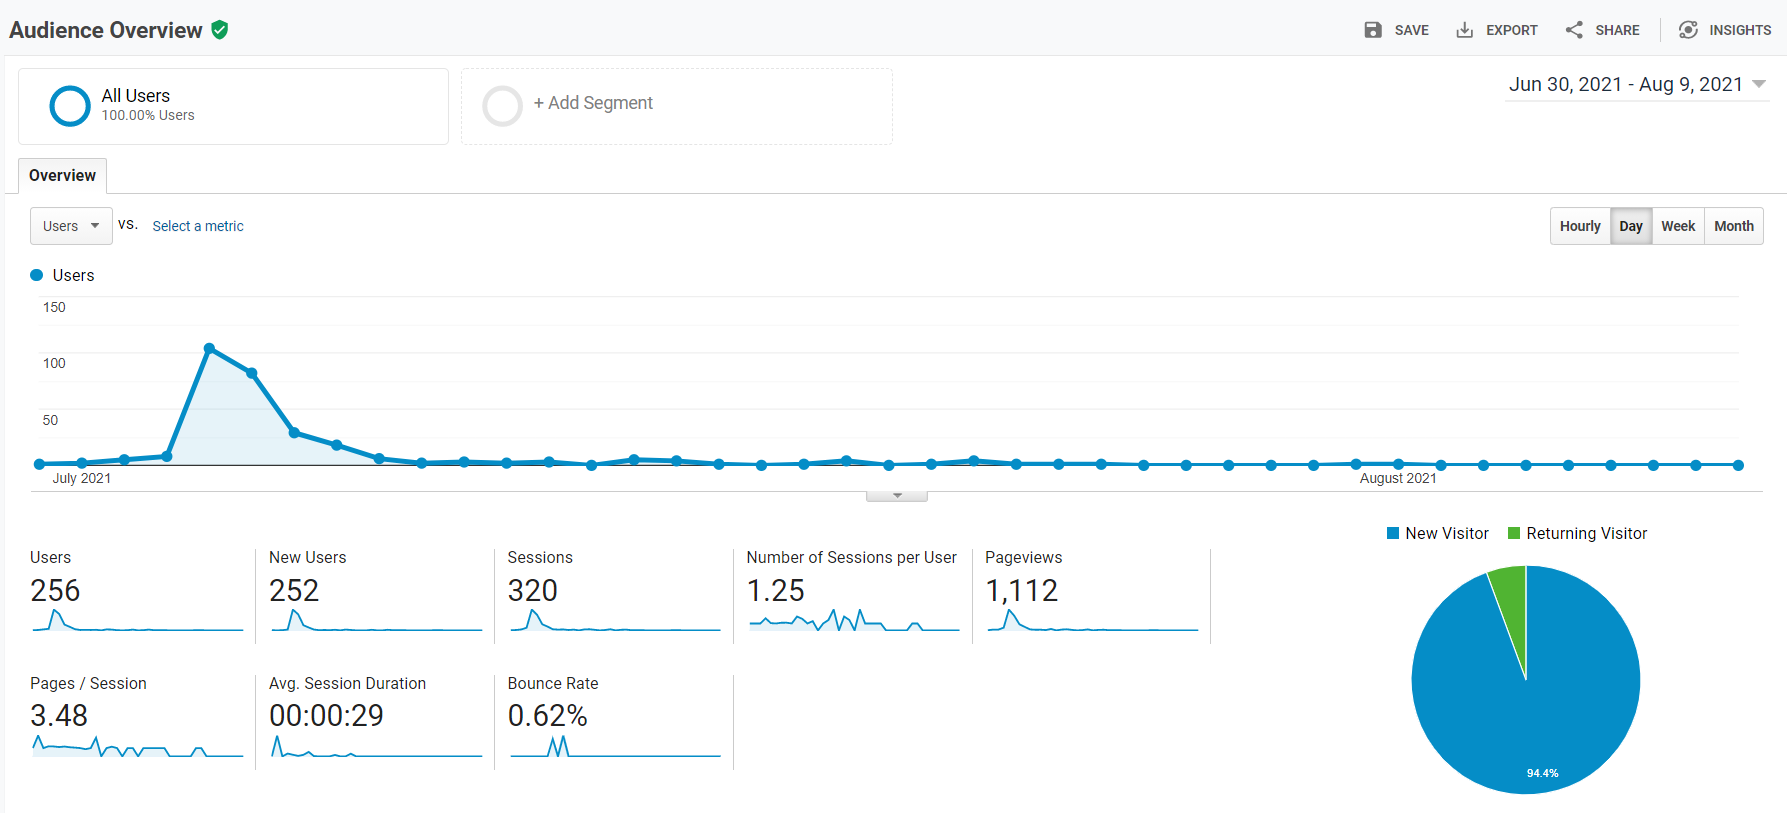 Audience Overview
SAVE
EXPORT
SHARE
INSIGHTS
All Users
100.00% Users
+ Add Segment
Jun 30, 2021 - Aug 9, 2021
Overview
Users
vs.
Select a metric
Hourly
Day
Week
Month
Users
150
100
50
July 2021
August 2021
Users
256
New Users
252
Sessions
320
Number of Sessions per User
1.25
Pageviews
1,112
Pages / Session
3.48
Avg. Session Duration
00:00:29
Bounce Rate
0.62%
New Visitor
Returning Visitor
94.4%